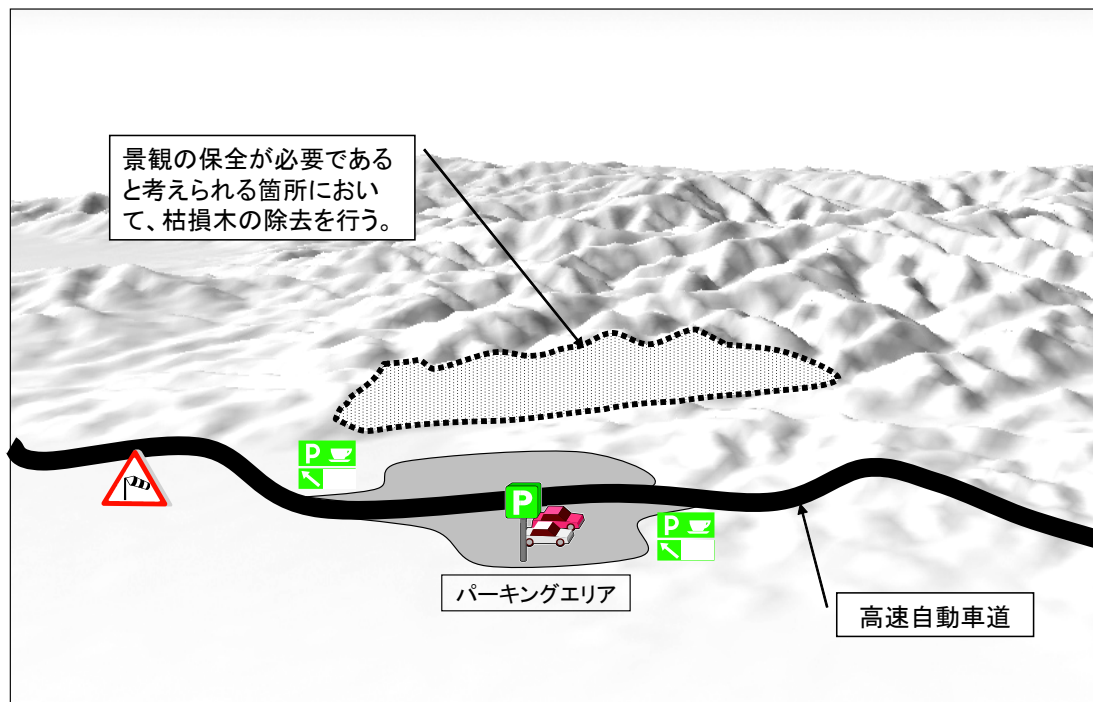 景観の保全が必要である
と考えられる箇所におい
て、枯損木の除去を行う。
P
P
P
パーキングエリア
高速自動車道